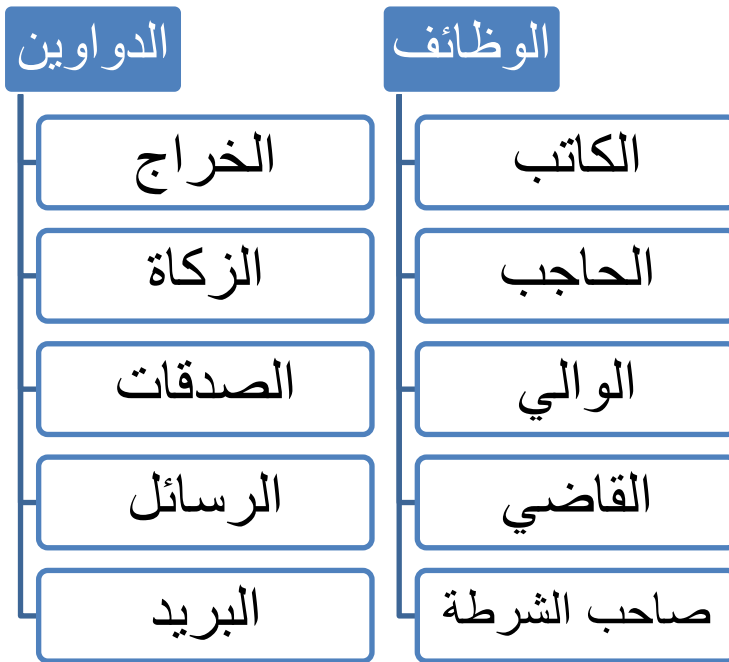 الوظائف
الكاتب
الحاجب
الوالي
القاضي
صاحب الشرطة
الدواوين
الخراج
الزكاة
الصدقات
الرسائل
البريد